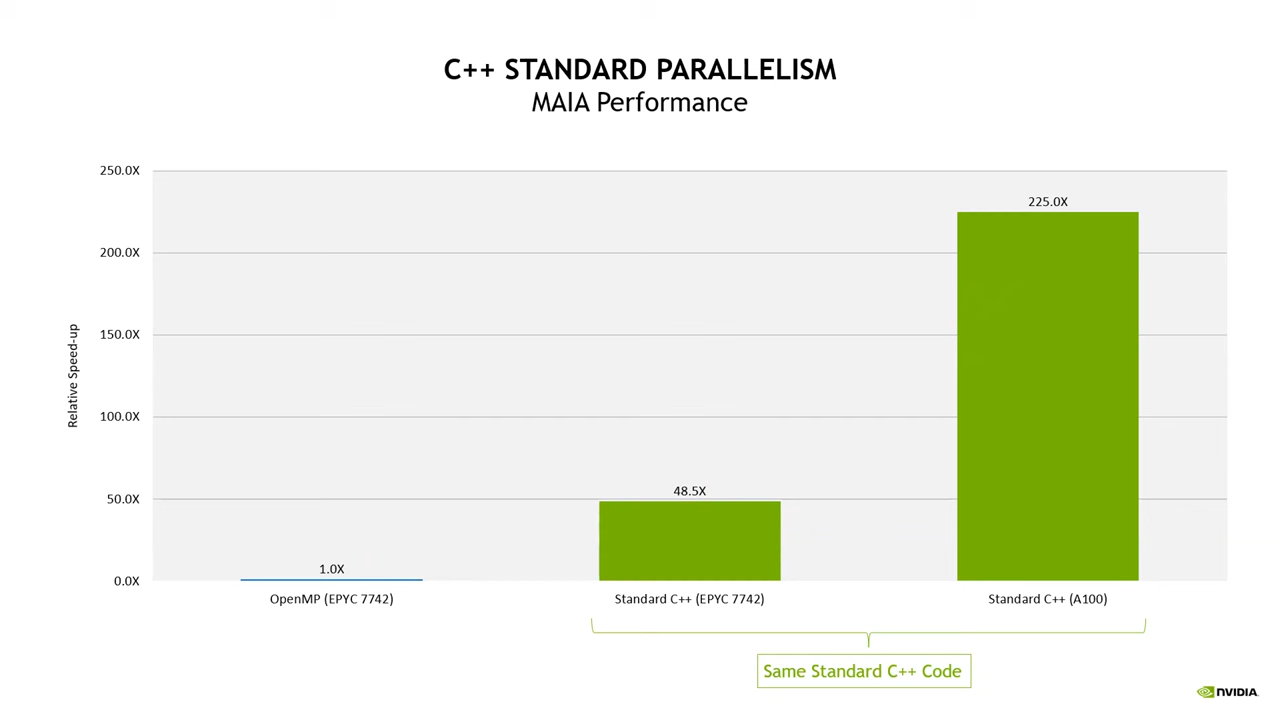 C++ STANDARD PARALLELISM
MAIA Performance
250.0X
200.0X
150.0X
100.0X
50.0X
0.0X
Relative Speed-up
1.0X
48.5X
225.0X
OpenMP (EPYC 7742)
Standard C++ (EPYC 7742)
Standard C++ (A100)
Same Standard C++ Code
NVIDIA.